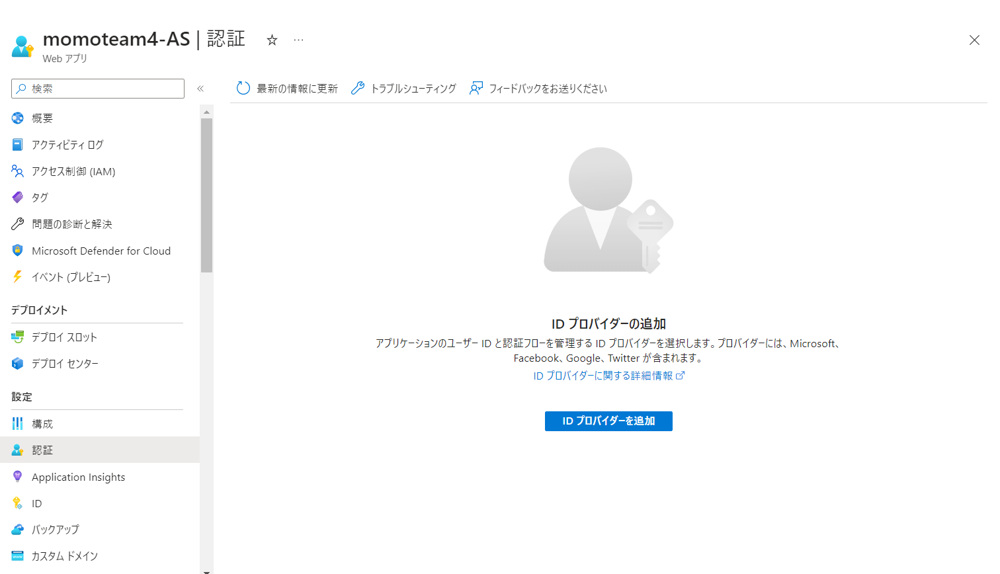 momoteam4-AS | 認証
Web アプリ
検索
最新の情報に更新
トラブルシューティング
フィードバックをお送りください
概要
アクティビティ ログ
アクセス制御 (IAM)
タグ
問題の診断と解決
Microsoft Defender for Cloud
イベント (プレビュー)
デプロイメント
デプロイ スロット
デプロイ センター
設定
構成
認証
Application Insights
ID
バックアップ
カスタム ドメイン
ID プロバイダーの追加
アプリケーションのユーザー ID と認証フローを管理する ID プロバイダーを選択します。プロバイダーには、Microsoft、
Facebook、Google、Twitter が含まれます。
ID プロバイダーに関する詳細情報
ID プロバイダーを追加